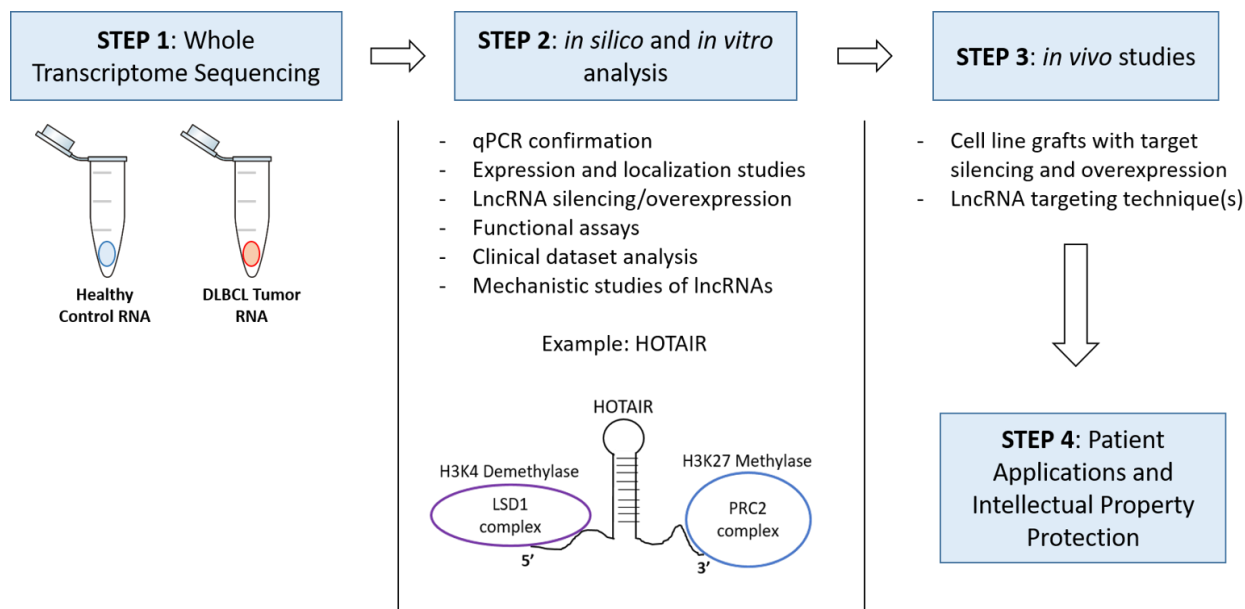 STEP 1: Whole
Transcriptome Sequencing
Healthy
Control RNA
DLBCL Tumor
RNA
STEP 2: in silico and in vitro
analysis
- qPCR confirmation
- Expression and localization studies
- LncRNA silencing/overexpression
- Functional assays
- Clinical dataset analysis
- Mechanistic studies of lncRNAs
Example: HOTAIR
HOTAIR
H3K4 Demethylase
LSD1
complex
5’
H3K27 Methylase
PRC2
complex
3’
STEP 3: in vivo studies
- Cell line grafts with target
silencing and overexpression
- LncRNA targeting technique(s)
STEP 4: Patient
Applications and
Intellectual Property
Protection